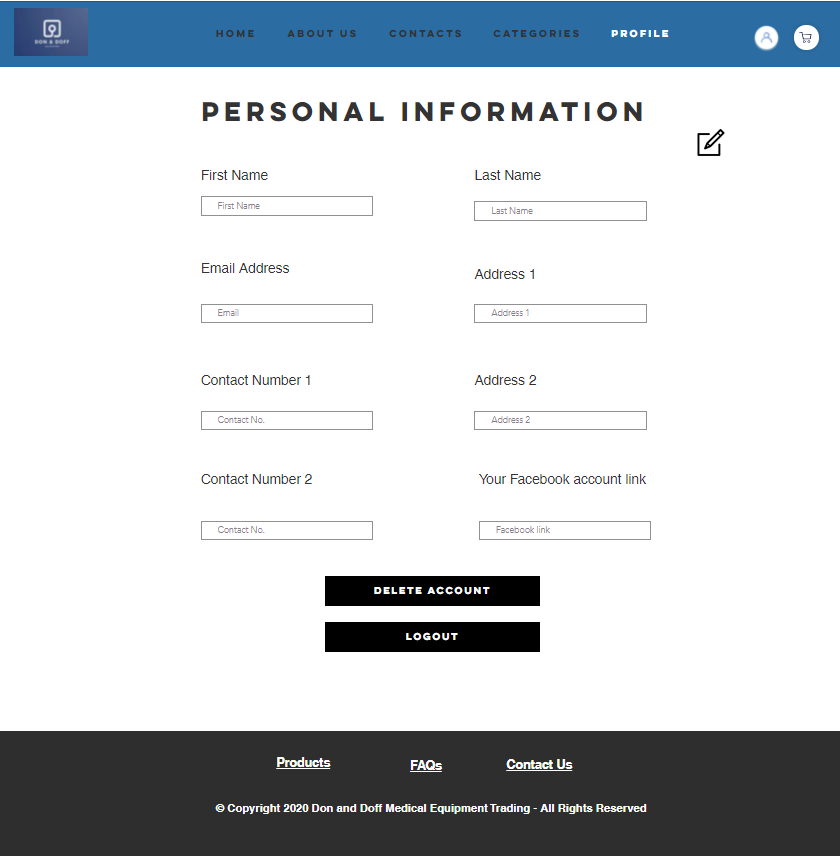 DON & DOFF
HOME ABOUT US CONTACTS CATEGORIES PROFILE
PERSONAL INFORMATION
First Name Last Name
First Name Last Name
Email Address Address 1
Email Address 1
Contact Number 1 Address 2
Contact No. Address 2
Contact Number 2 Your Facebook account link
Contact No. Facebook link
DELETE ACCOUNT
LOGOUT
Products FAQs Contact Us
© Copyright 2020 Don and Doff Medical Equipment Trading - All Rights Reserved